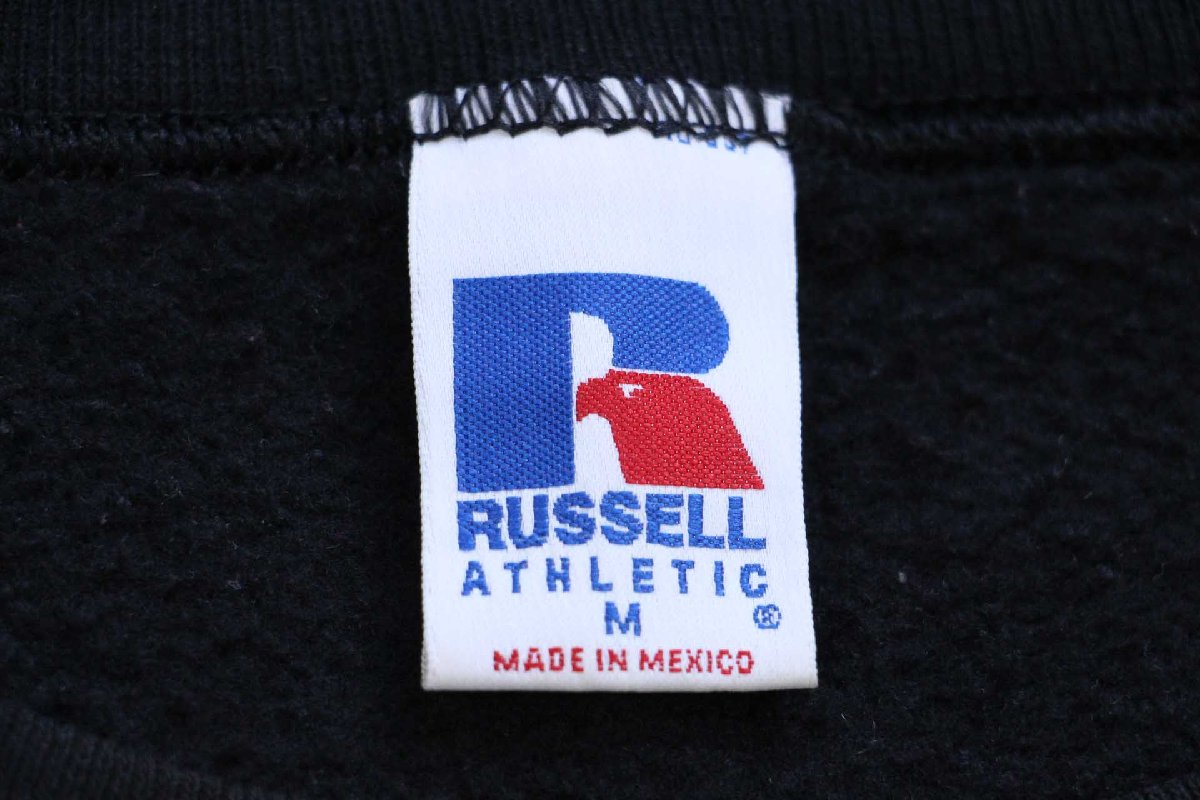 RUSSELL
ATHLETIC
M ®
MADE IN MEXICO